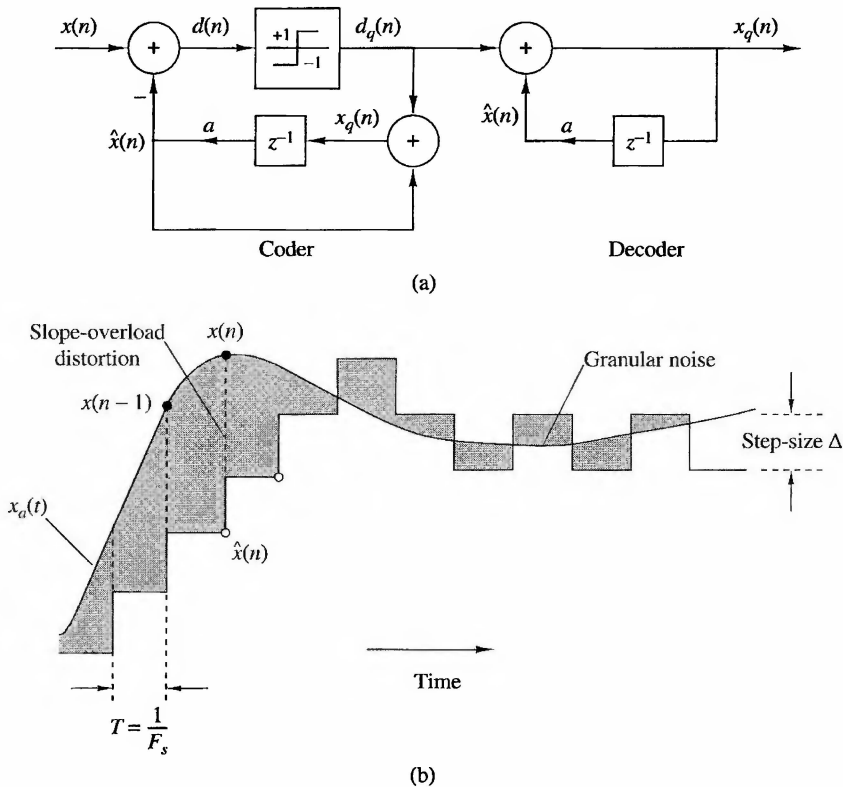 x(n)
+
d(n)
+1
−1
d_q(n)
+
x_q(n)
−
x̂(n)
a
z⁻¹
x_q(n)
+
x̂(n)
a
z⁻¹
Coder
Decoder
(a)
Slope-overload
distortion
x(n)
Granular noise
x(n − 1)
Step-size Δ
x_a(t)
x̂(n)
Time
T = 1/F_s
(b)